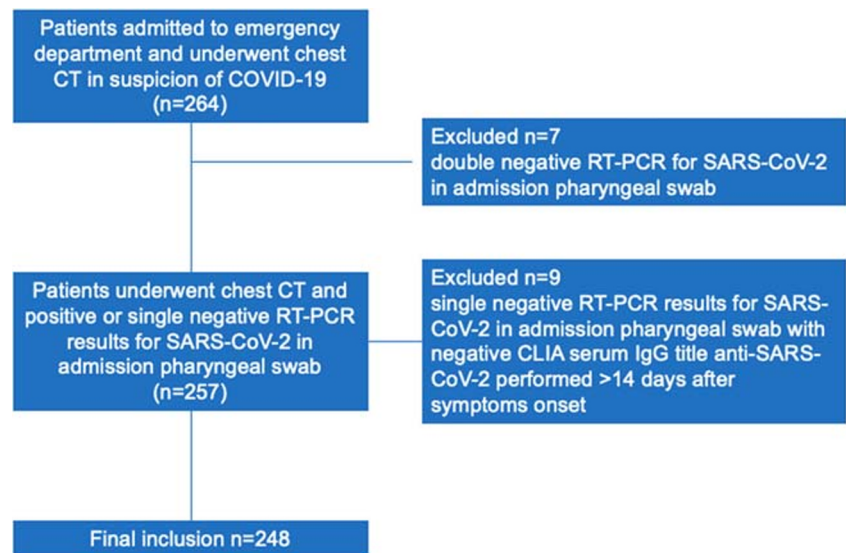 Patients admitted to emergency
department and underwent chest
CT in suspicion of COVID-19
(n=264)
Excluded n=7
double negative RT-PCR for SARS-CoV-2
in admission pharyngeal swab
Patients underwent chest CT and
positive or single negative RT-PCR
results for SARS-CoV-2 in
admission pharyngeal swab
(n=257)
Excluded n=9
single negative RT-PCR results for SARS-
CoV-2 in admission pharyngeal swab with
negative CLIA serum IgG title anti-SARS-
CoV-2 performed >14 days after
symptoms onset
Final inclusion n=248